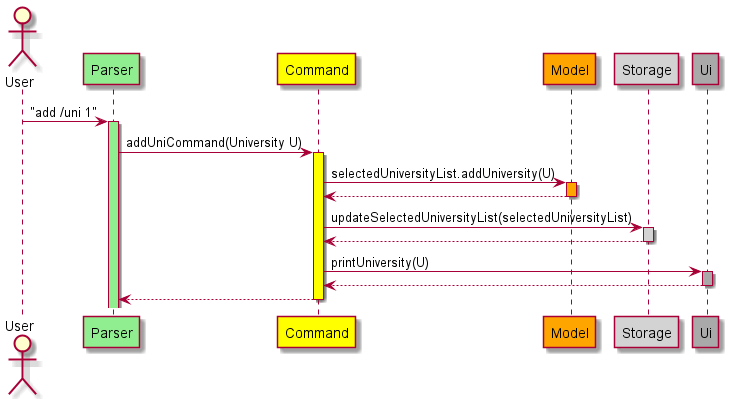 User
Parser
Command
Model
Storage
Ui
"add /uni 1"
addUniCommand(University U)
selectedUniversityList.addUniversity(U)
updateSelectedUniversityList(selectedUniversityList)
printUniversity(U)
User
Parser
Command
Model
Storage
Ui